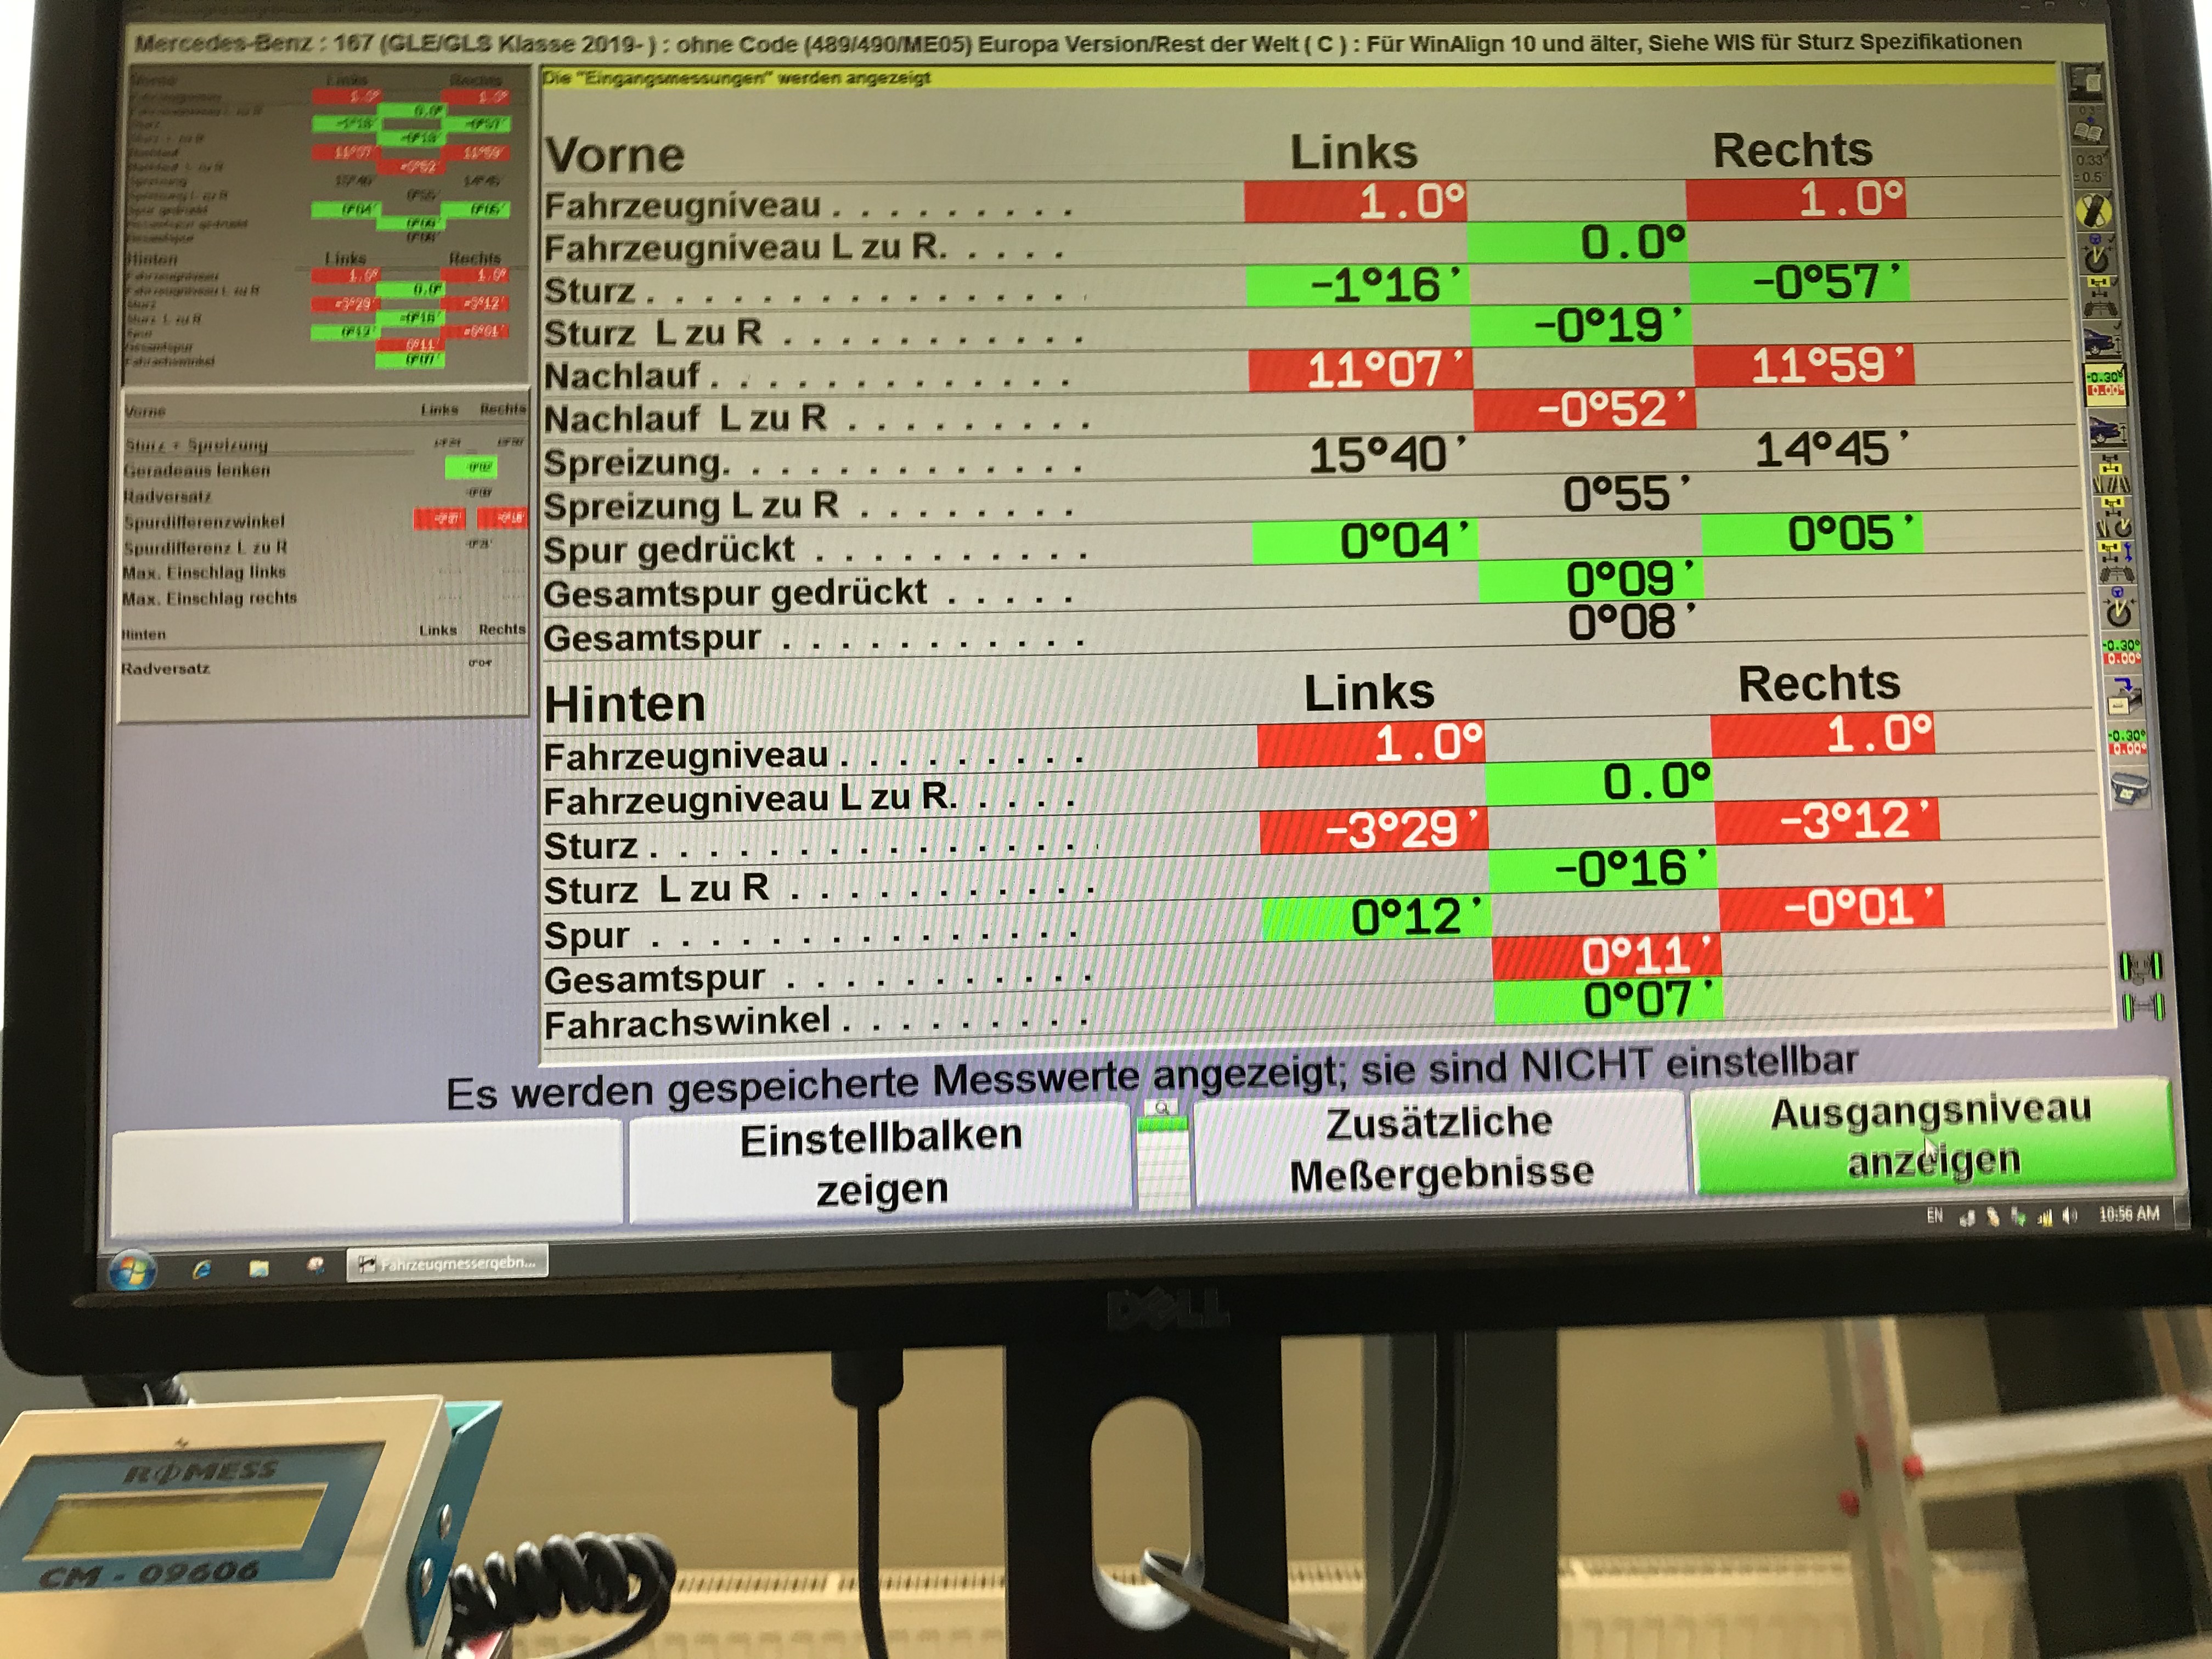 Mercedes-Benz : 167 (GLE/GLS Klasse 2019- ) : ohne Code (489/490/ME05) Europa Version/Rest der Welt ( C ) : Für WinAlign 10 und älter, Siehe WIS für Sturz Spezifikationen
Die "Eingangsmessungen" werden angezeigt
Vorne Links Rechts
Fahrzeugniveau . . . . . . . . . 1.0° 1.0°
Fahrzeugniveau L zu R. . . . . 0.0°
Sturz . . . . . . . . . . . . . . . . -1°16' -0°57'
Sturz L zu R . . . . . . . . . . . -0°19'
Nachlauf . . . . . . . . . . . . . 11°07' 11°59'
Nachlauf L zu R . . . . . . . . . -0°52'
Spreizung. . . . . . . . . . . . . 15°40' 14°45'
Spreizung L zu R . . . . . . . . 0°55'
Spur gedrückt . . . . . . . . . . 0°04' 0°05'
Gesamtspur gedrückt . . . . . 0°09'
Gesamtspur . . . . . . . . . . . 0°08'
Hinten Links Rechts
Fahrzeugniveau . . . . . . . . . 1.0° 1.0°
Fahrzeugniveau L zu R. . . . . 0.0°
Sturz . . . . . . . . . . . . . . . . -3°29' -3°12'
Sturz L zu R . . . . . . . . . . . -0°16'
Spur . . . . . . . . . . . . . . . 0°12' -0°01'
Gesamtspur . . . . . . . . . . . 0°11'
Fahrachswinkel . . . . . . . . . 0°07'
Vorne Links Rechts
Sturz + Spreizung
Geradeaus lenken
Radversatz
Spurdifferenzwinkel
Spurdifferenz L zu R
Max. Einschlag links
Max. Einschlag rechts
Hinten Links Rechts
Radversatz
Es werden gespeicherte Messwerte angezeigt; sie sind NICHT einstellbar
Einstellbalken
zeigen
Zusätzliche
Meßergebnisse
Ausgangsniveau
anzeigen
EN 10:56 AM
Fahrzeugmessergebn...
DELL
ROMESS
CM - 09606